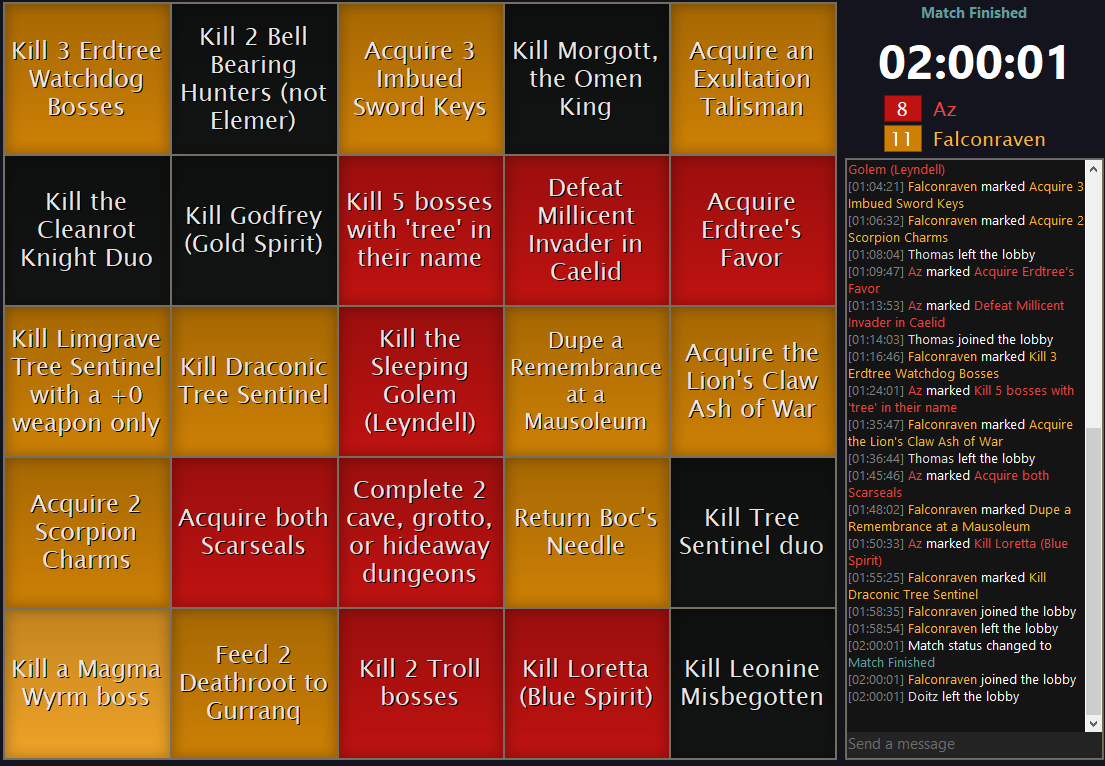 Kill 3 Erdtree
Watchdog
Bosses
Kill 2 Bell
Bearing
Hunters (not
Elemer)
Acquire 3
Imbued
Sword Keys
Kill Morgott,
the Omen
King
Acquire an
Exultation
Talisman
Kill the
Cleanrot
Knight Duo
Kill Godfrey
(Gold Spirit)
Kill 5 bosses
with 'tree' in
their name
Defeat
Millicent
Invader in
Caelid
Acquire
Erdtree's
Favor
Kill Limgrave
Tree Sentinel
with a +0
weapon only
Kill Draconic
Tree Sentinel
Kill the
Sleeping
Golem
(Leyndell)
Dupe a
Remembrance
at a
Mausoleum
Acquire the
Lion's Claw
Ash of War
Acquire 2
Scorpion
Charms
Acquire both
Scarseals
Complete 2
cave, grotto,
or hideaway
dungeons
Return Boc's
Needle
Kill Tree
Sentinel duo
Kill a Magma
Wyrm boss
Feed 2
Deathroot to
Gurranq
Kill 2 Troll
bosses
Kill Loretta
(Blue Spirit)
Kill Leonine
Misbegotten
Match Finished
02:00:01
8 Az
11 Falconraven
Golem (Leyndell)
[01:04:21] Falconraven marked Acquire 3
Imbued Sword Keys
[01:06:32] Falconraven marked Acquire 2
Scorpion Charms
[01:08:04] Thomas left the lobby
[01:09:47] Az marked Acquire Erdtree's
Favor
[01:13:53] Az marked Defeat Millicent
Invader in Caelid
[01:14:03] Thomas joined the lobby
[01:16:46] Falconraven marked Kill 3
Erdtree Watchdog Bosses
[01:24:01] Az marked Kill 5 bosses with
'tree' in their name
[01:35:47] Falconraven marked Acquire
the Lion's Claw Ash of War
[01:36:44] Thomas left the lobby
[01:45:46] Az marked Acquire both
Scarseals
[01:48:02] Falconraven marked Dupe a
Remembrance at a Mausoleum
[01:50:33] Az marked Kill Loretta (Blue
Spirit)
[01:55:25] Falconraven marked Kill
Draconic Tree Sentinel
[01:58:35] Falconraven joined the lobby
[01:58:54] Falconraven left the lobby
[02:00:01] Match status changed to
Match Finished
[02:00:01] Falconraven joined the lobby
[02:00:01] Doitz left the lobby
Send a message